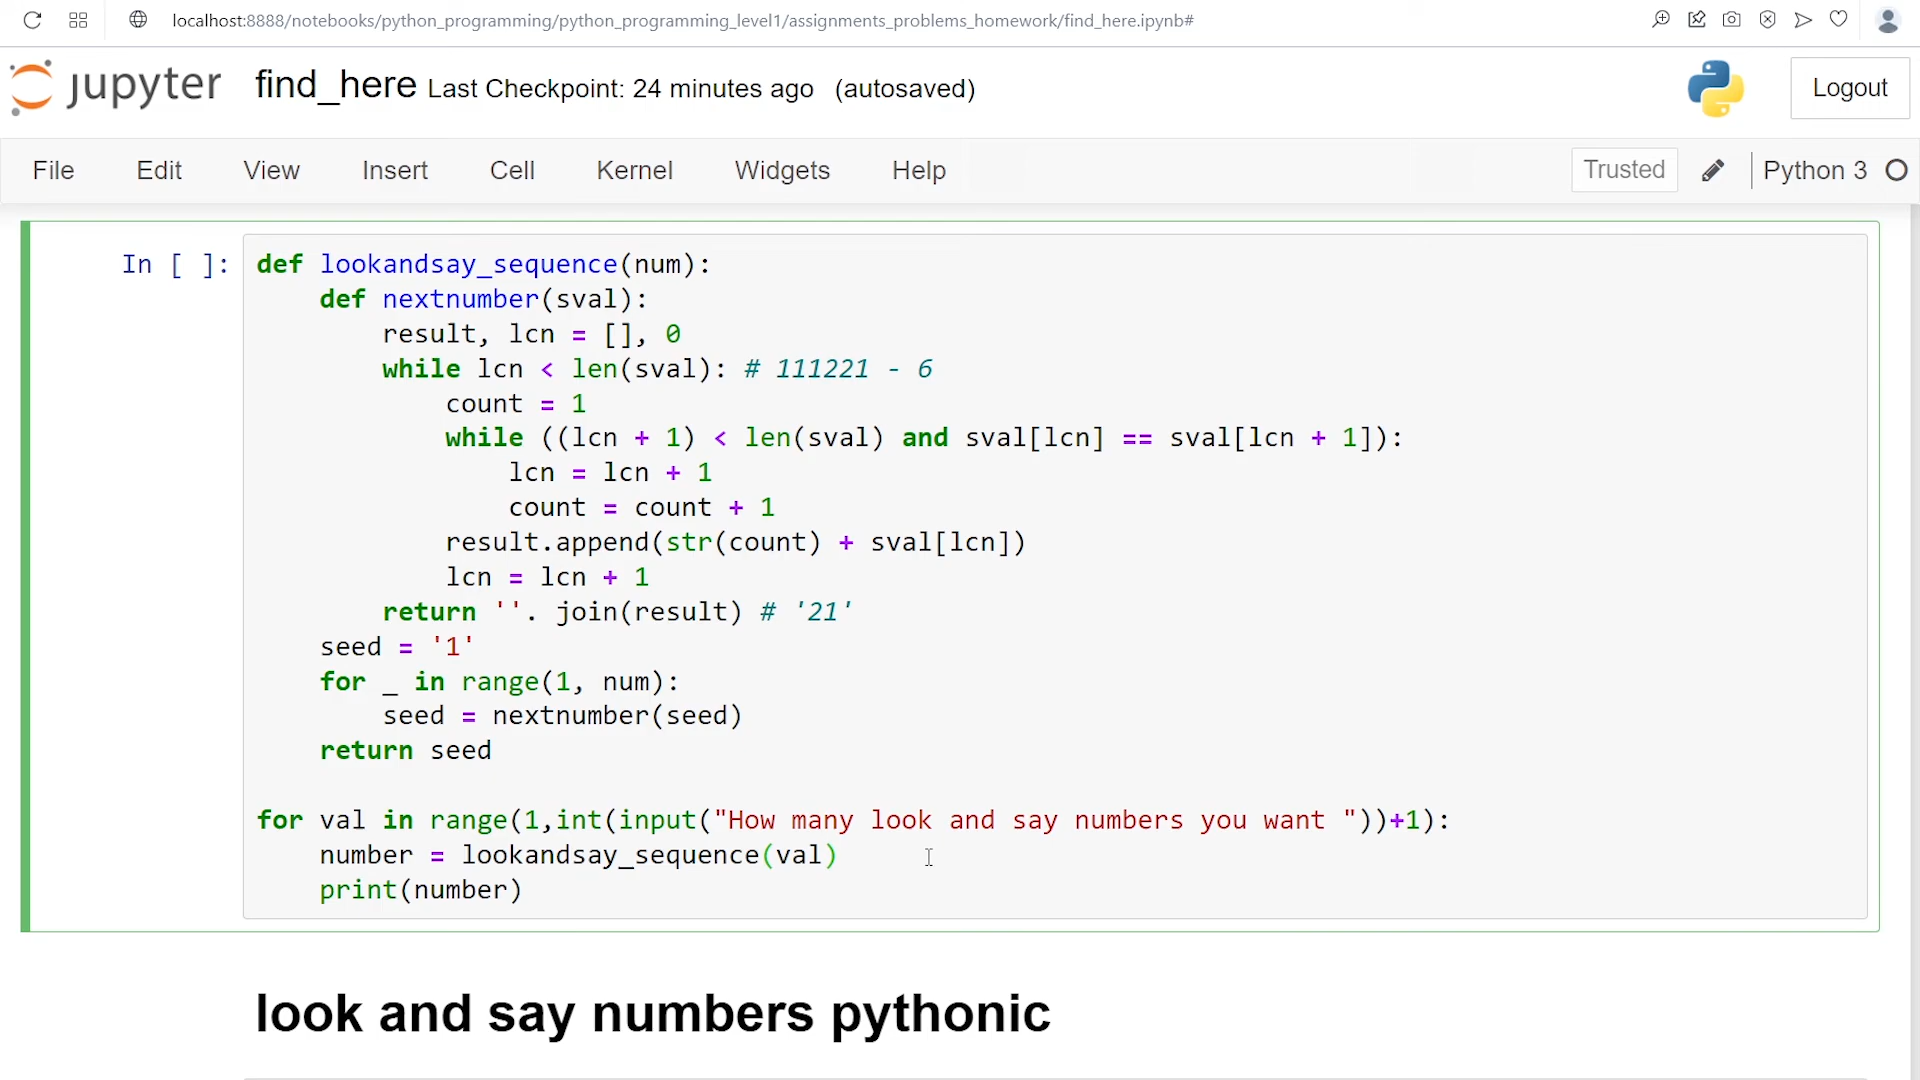 localhost:8888/notebooks/python_programming/python_programming_level1/assignments_problems_homework/find_here.ipynb#
jupyter find_here Last Checkpoint: 24 minutes ago (autosaved) Logout
File Edit View Insert Cell Kernel Widgets Help Trusted Python 3
In [ ]: def lookandsay_sequence(num):
    def nextnumber(sval):
        result, lcn = [], 0
        while lcn < len(sval): # 111221 - 6
            count = 1
            while ((lcn + 1) < len(sval) and sval[lcn] == sval[lcn + 1]):
                lcn = lcn + 1
                count = count + 1
            result.append(str(count) + sval[lcn])
            lcn = lcn + 1
        return ''. join(result) # '21'
    seed = '1'
    for _ in range(1, num):
        seed = nextnumber(seed)
    return seed
for val in range(1,int(input("How many look and say numbers you want "))+1):
    number = lookandsay_sequence(val)
    print(number)
look and say numbers pythonic